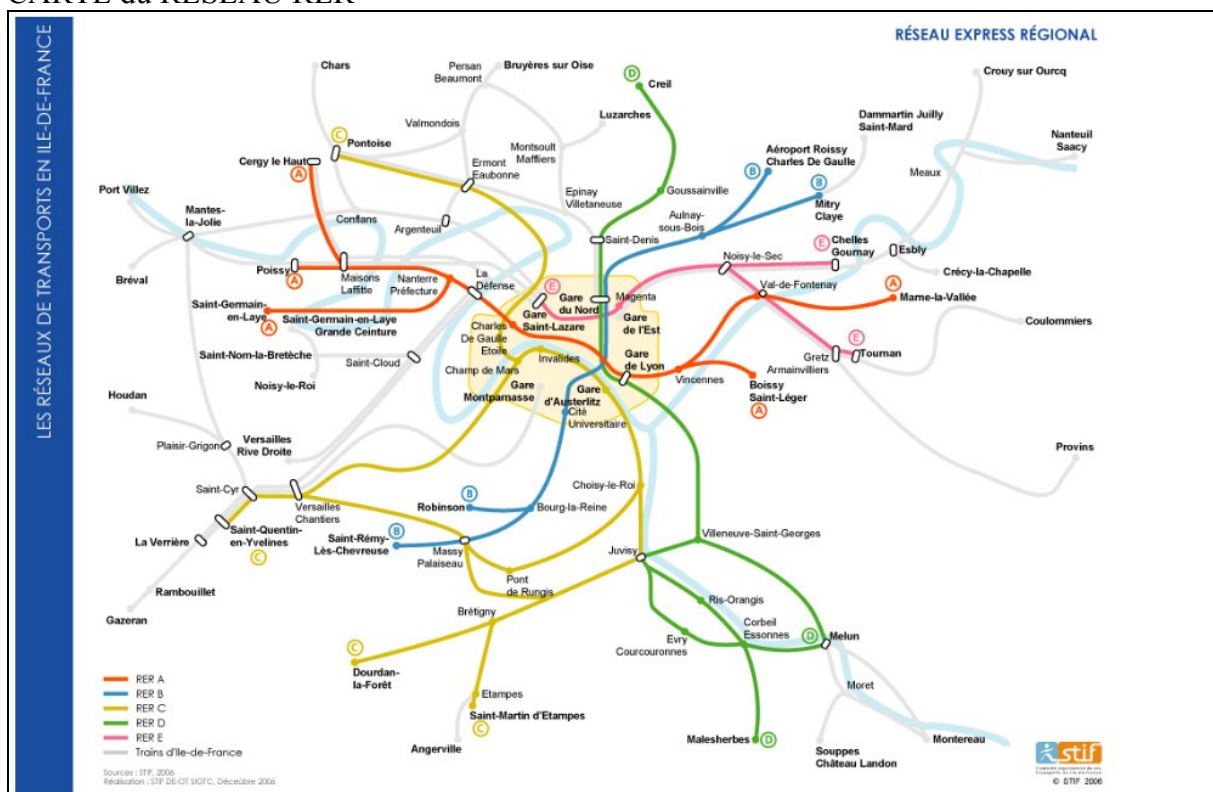 CARTE du RESEAU RER
LES RÉSEAUX DE TRANSPORTS EN ILE-DE-FRANCE
RÉSEAU EXPRESS RÉGIONAL
Chars
Persan
Beaumont
Bruyères sur Oise
D
Creil
Crouy sur Ourcq
Luzarches
Dammartin Juilly
Saint-Mard
C
Pontoise
Valmondois
Montsoult
Maffliers
Nanteuil
Saacy
Cergy le Haut
A
Ermont
Eaubonne
Aéroport Roissy
Charles De Gaulle
B
B
Meaux
Port Villez
Mantes-
la-Jolie
Conflans
Argenteuil
Epinay
Villetaneuse
Goussainville
Aulnay-
sous-Bois
Mitry
Claye
Saint-Denis
Noisy-le-Sec
E
Chelles
Gournay
Esbly
Bréval
Poissy
A
Maisons
Laffitte
Nanterre
Préfecture
La
Défense
E
Gare
Saint-Lazare
Gare
du Nord
Magenta
Val-de-Fontenay
Crécy-la-Chapelle
Marne-la-Vallée
A
Saint-Germain-
en-Laye
A
Saint-Germain-en-Laye
Grande Ceinture
Charles
De Gaulle
Etoile
Gare
de l'Est
Coulommiers
Saint-Nom-la-Bretèche
Saint-Cloud
Invalides
Gare
de Lyon
E
Tournan
Gretz
Armainvilliers
Noisy-le-Roi
Champ de Mars
Gare
Montparnasse
Gare
d'Austerlitz
Vincennes
Boissy
Saint-Léger
A
Houdan
Cité
Universitaire
Plaisir-Grigon
Versailles
Rive Droite
Provins
Saint-Cyr
Versailles
Chantiers
Choisy-le-Roi
B
Robinson
Bourg-la-Reine
Saint-Quentin-
en-Yvelines
C
La Verrière
B
Saint-Rémy-
Lès-Chevreuse
Massy
Palaiseau
Villeneuve-Saint-Georges
Juvisy
Pont
de Rungis
Rambouillet
Gazeran
Brétigny
Ris-Orangis
Corbeil
Essonnes
Evry
Courcouronnes
D
Melun
C
Dourdan-
la-Forêt
Moret
Etampes
Saint-Martin d'Etampes
C
Angerville
Malesherbes
D
Souppes
Château Landon
Montereau
RER A
RER B
RER C
RER D
RER E
Trains d'Ile-de-France
Sources : STIF, 2006
Réalisation : STIF DE-OT SIGTC, Décembre 2006
stif
© STIF 2006